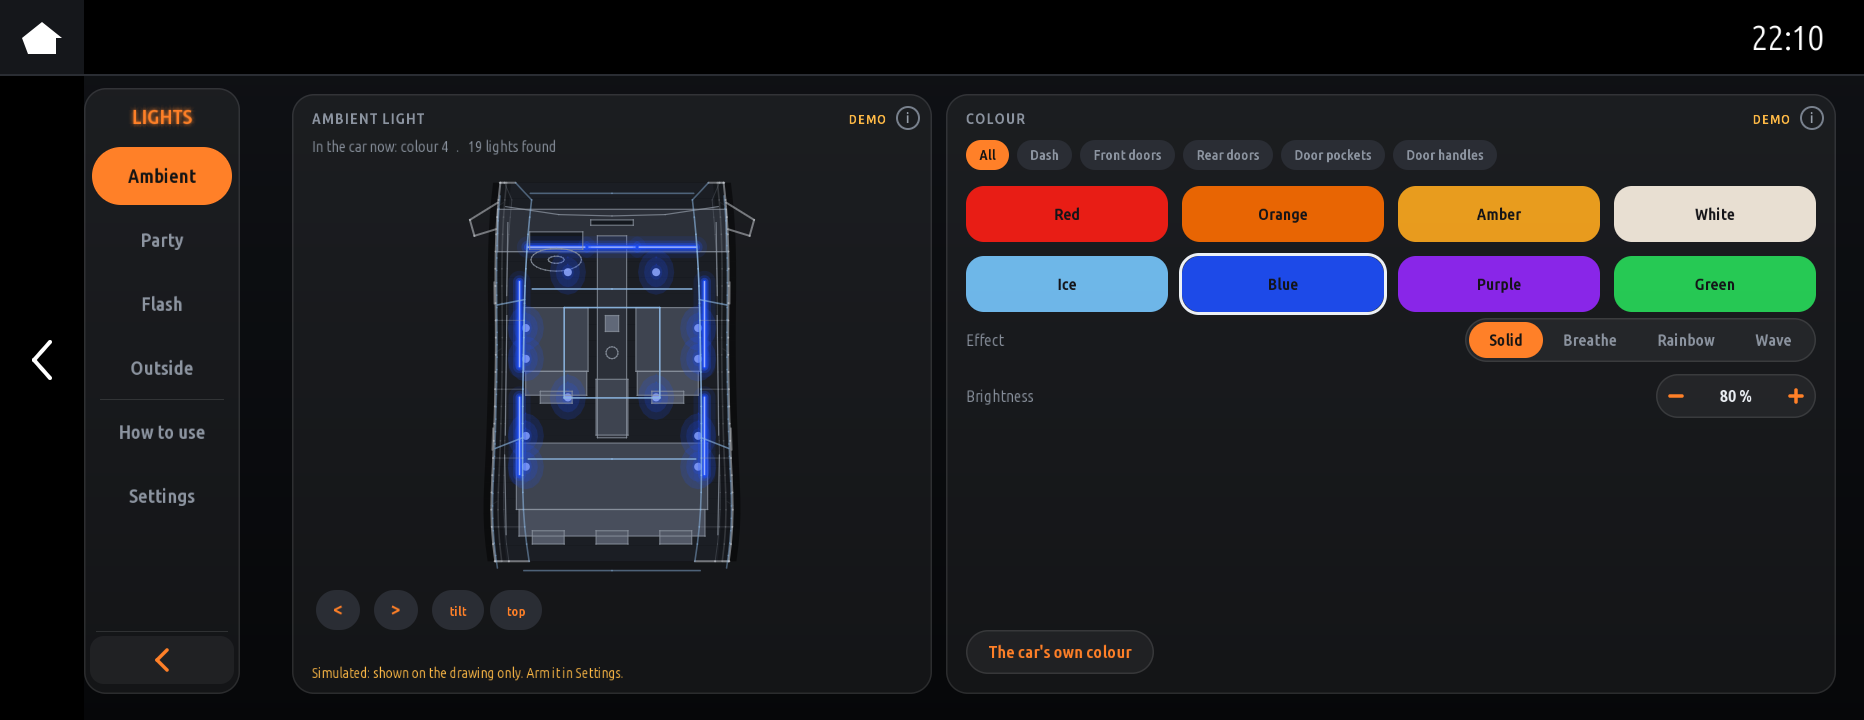 22:10
LIGHTS
Ambient
Party
Flash
Outside
How to use
Settings
AMBIENT LIGHT
DEMO
i
In the car now: colour 4 . 19 lights found
<
>
tilt
top
Simulated: shown on the drawing only. Arm it in Settings.
COLOUR
DEMO
i
All
Dash
Front doors
Rear doors
Door pockets
Door handles
Red
Orange
Amber
White
Ice
Blue
Purple
Green
Effect
Solid
Breathe
Rainbow
Wave
Brightness
− 80 % +
The car's own colour